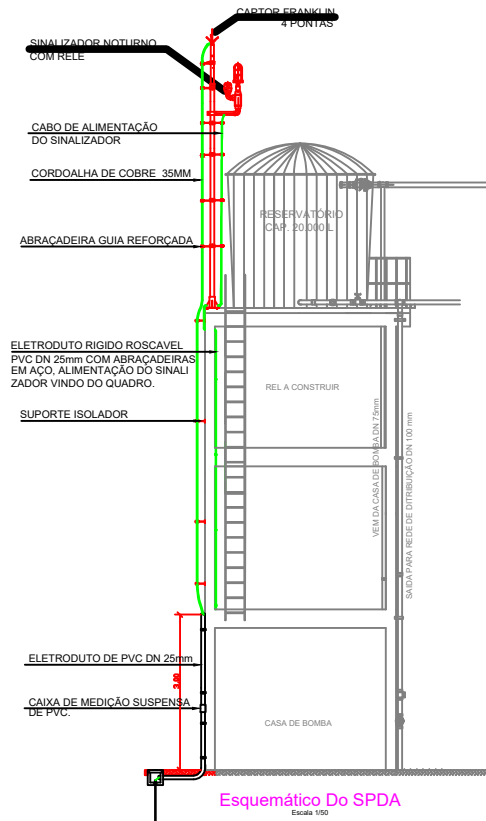 CAPTOR FRANKLIN
4 PONTAS
SINALIZADOR NOTURNO
COM RELE
CABO DE ALIMENTAÇÃO
DO SINALIZADOR
CORDOALHA DE COBRE 35MM
RESERVATÓRIO
CAP. 20.000 L
ABRAÇADEIRA GUIA REFORÇADA
ELETRODUTO RIGIDO ROSCAVEL
PVC DN 25mm COM ABRAÇADEIRAS
EM AÇO, ALIMENTAÇÃO DO SINALI
ZADOR VINDO DO QUADRO.
REL A CONSTRUIR
SUPORTE ISOLADOR
VEM DA CASA DE BOMBA DN 75mm
SAIDA PARA REDE DE DITRIBUIÇÃO DN 100 mm
ELETRODUTO DE PVC DN 25mm
3,00
CAIXA DE MEDIÇÃO SUSPENSA
DE PVC.
CASA DE BOMBA
Esquemático Do SPDA
Escala 1/50